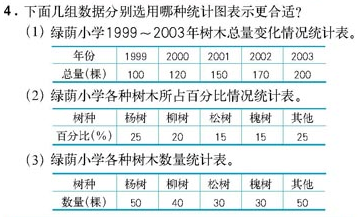 4．下面几组数据分别选用哪种统计图表示更合适？
(1) 绿荫小学1999～2003年树木总量变化情况统计表。
年份 1999 2000 2001 2002 2003
总量(棵) 100 120 150 170 200
(2) 绿荫小学各种树木所占百分比情况统计表。
树种 杨树 柳树 松树 槐树 其他
百分比(%) 25 20 15 15 25
(3) 绿荫小学各种树木数量统计表。
树种 杨树 柳树 松树 槐树 其他
数量(棵) 50 40 30 30 50